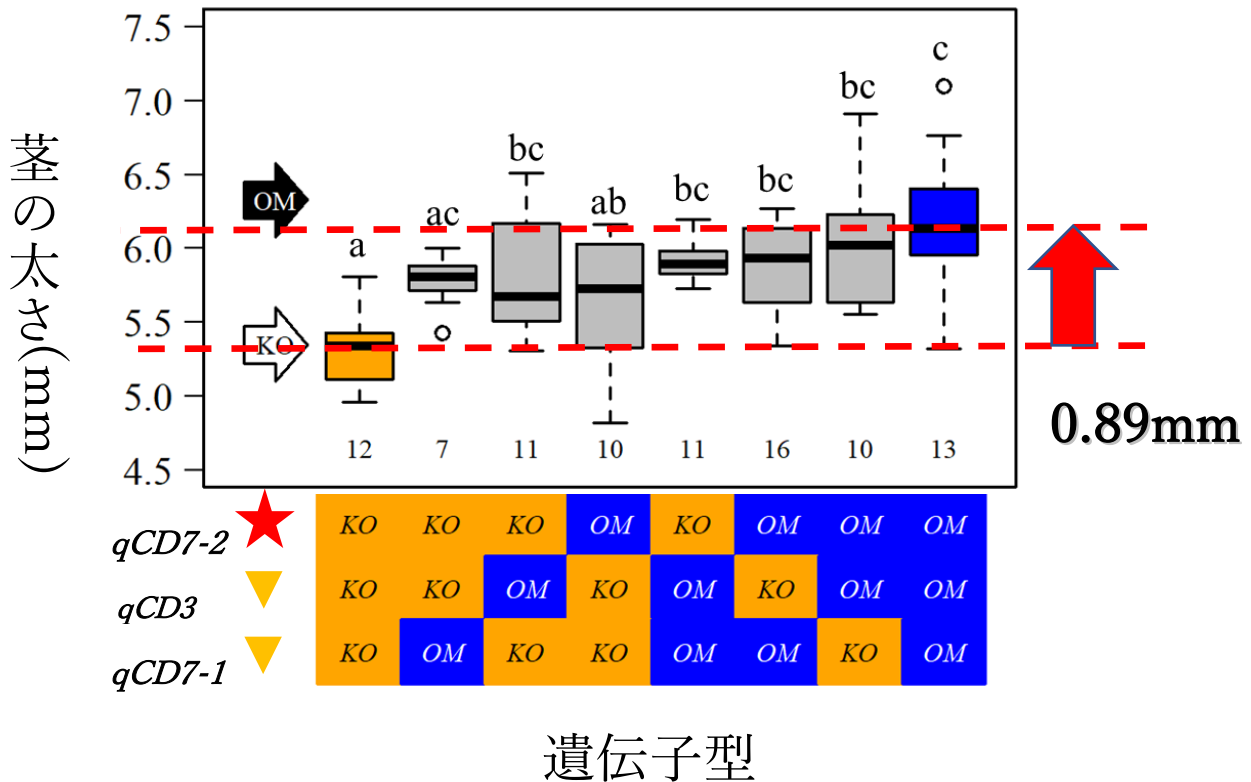 茎の太さ(mm)
7.5
7.0
6.5
6.0
5.5
5.0
4.5
OM
KO
a
ac
bc
ab
bc
bc
bc
c
12 7 11 10 11 16 10 13
0.89mm
qCD7-2 KO KO KO OM KO OM OM OM
qCD3 KO KO OM KO OM KO OM OM
qCD7-1 KO OM KO KO OM OM KO OM
遺伝子型